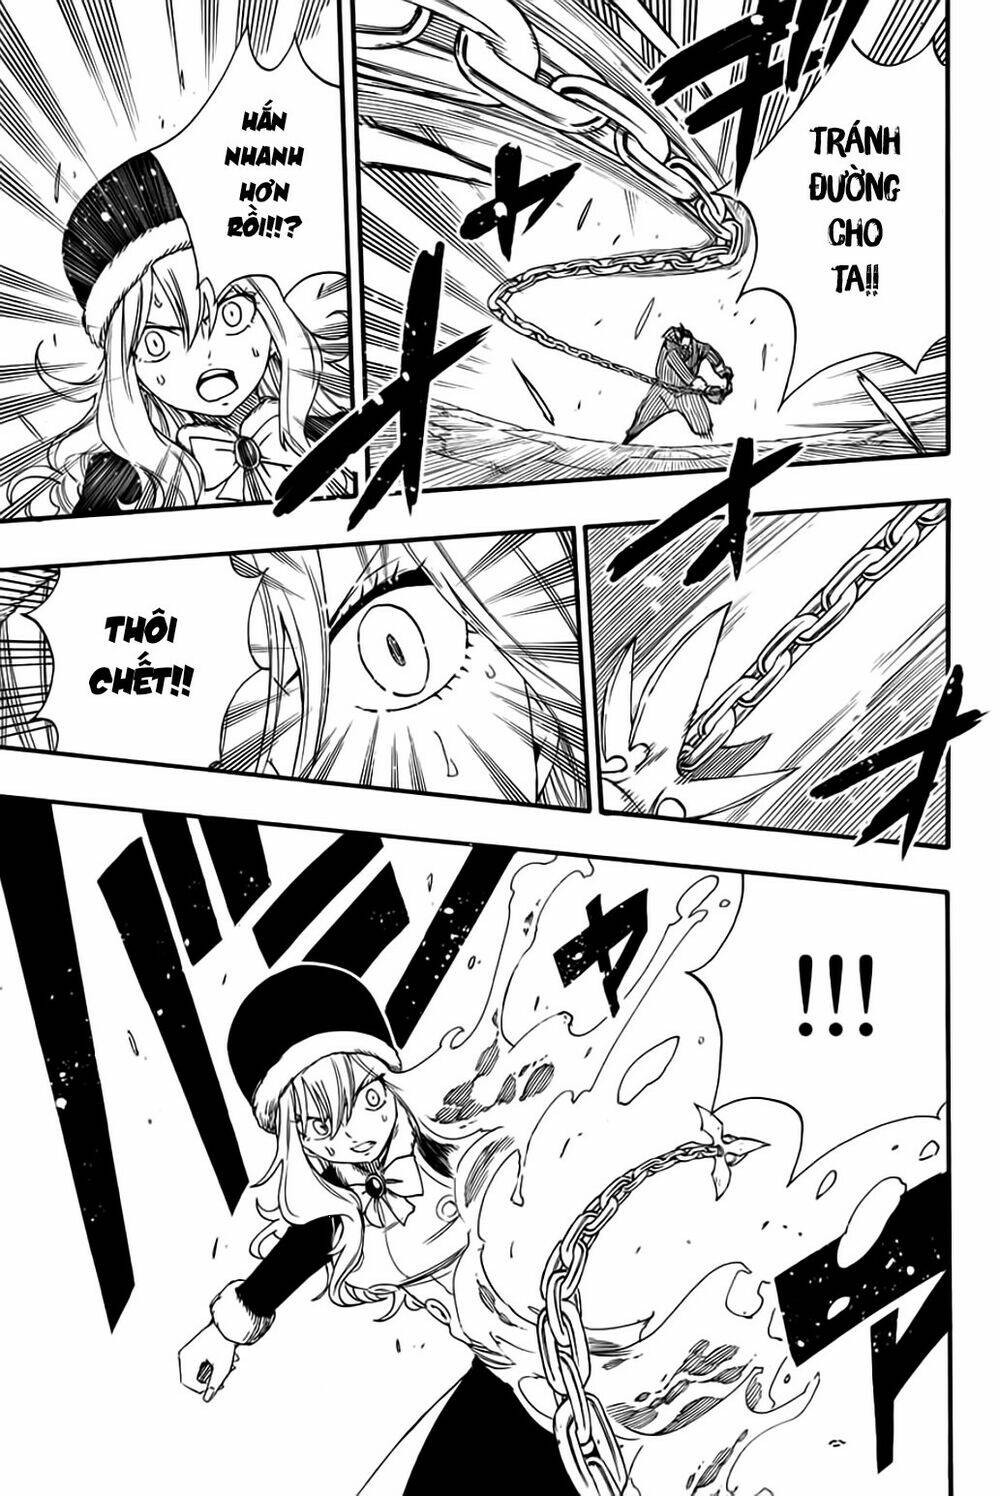 TRÁNH
ĐƯỜNG
CHO
TA!!
HẮN
NHANH
HƠN
RỒI!!?
THÔI
CHẾT!!
!!!